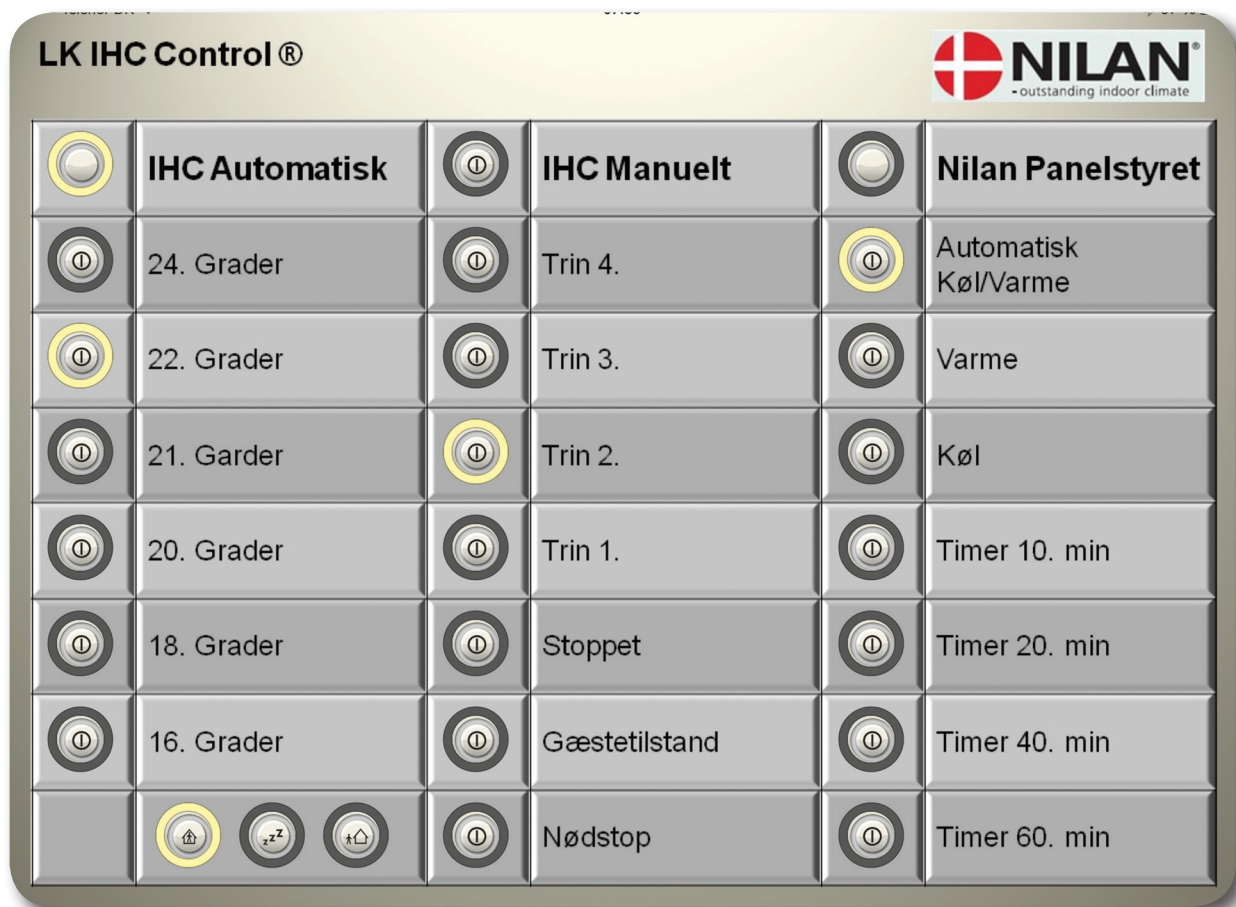 LK IHC Control ®
NILAN®
- outstanding indoor climate
IHC Automatisk
IHC Manuelt
Nilan Panelstyret
24. Grader
Trin 4.
Automatisk
Køl/Varme
22. Grader
Trin 3.
Varme
21. Garder
Trin 2.
Køl
20. Grader
Trin 1.
Timer 10. min
18. Grader
Stoppet
Timer 20. min
16. Grader
Gæstetilstand
Timer 40. min
zzZ
Nødstop
Timer 60. min